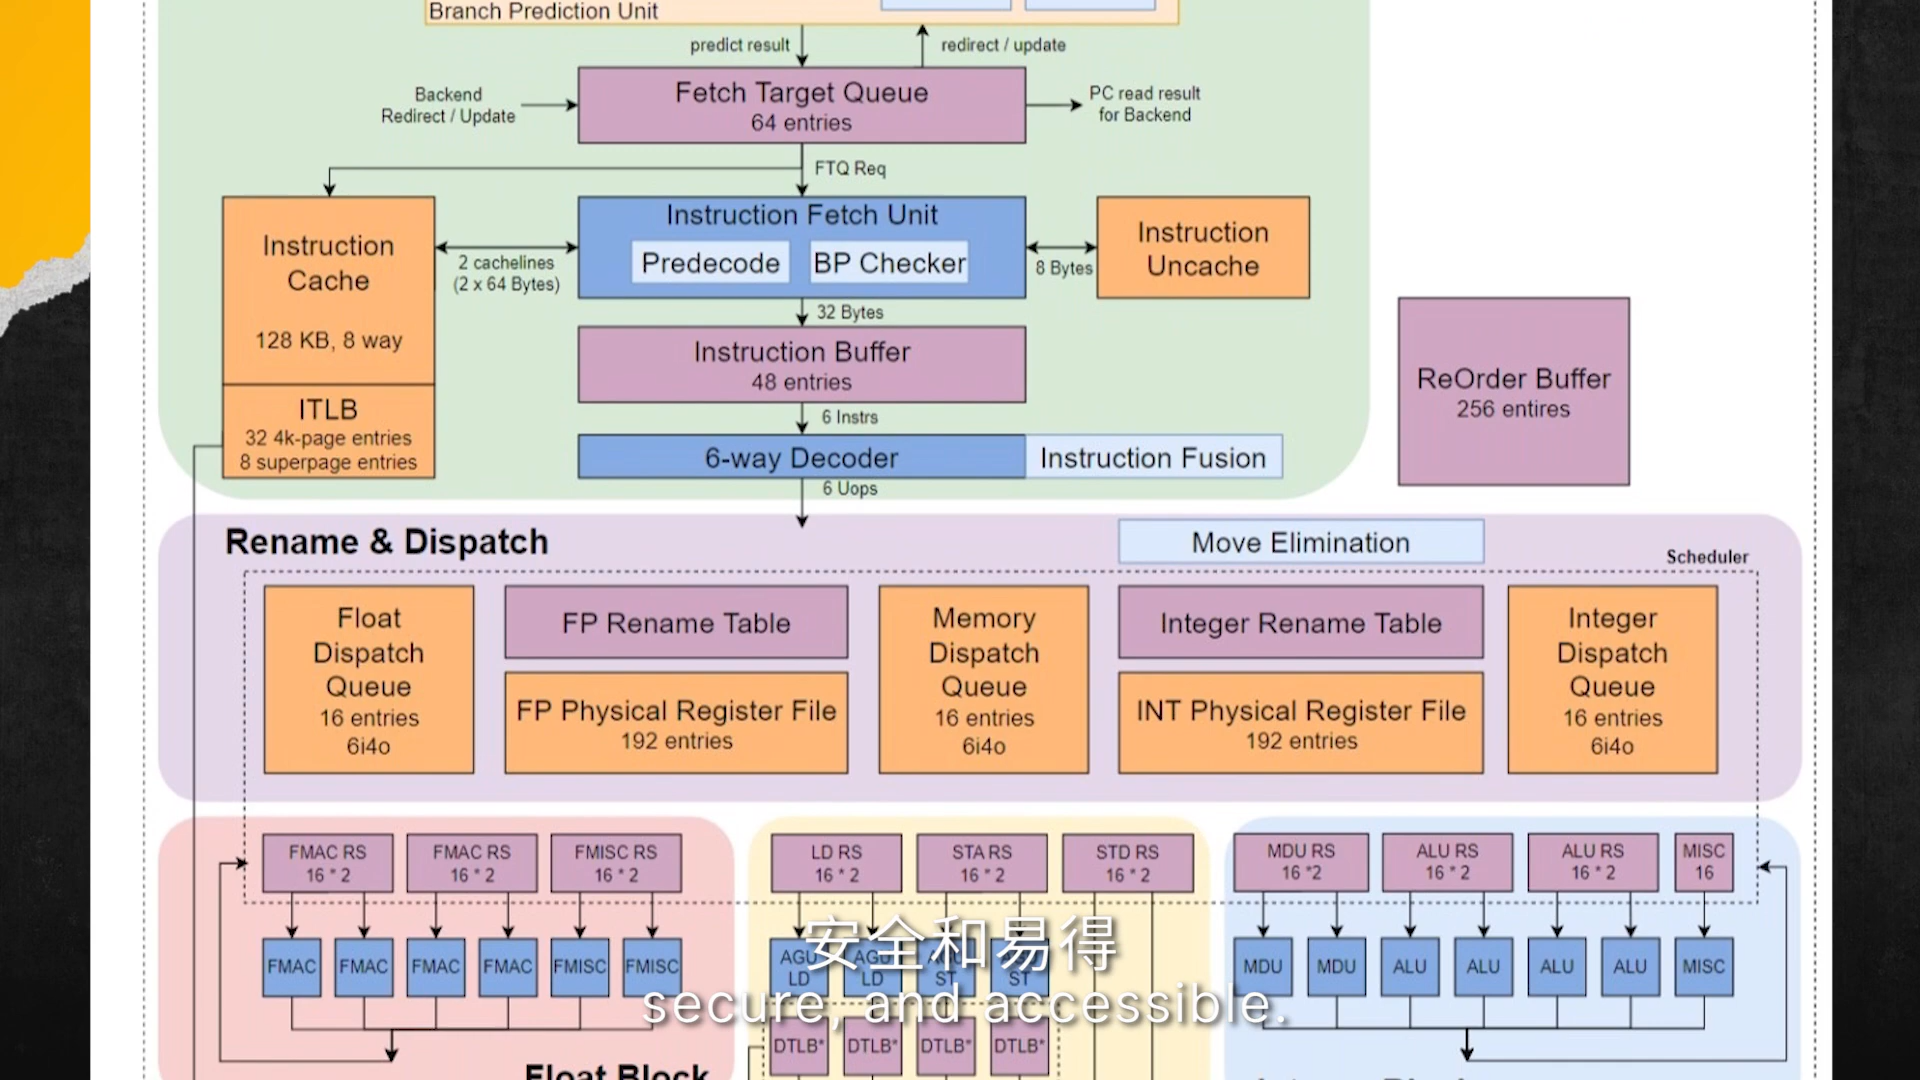 Branch Prediction Unit
predict result
redirect / update
Backend
Redirect / Update
Fetch Target Queue
64 entries
PC read result
for Backend
FTQ Req
Instruction
Cache
128 KB, 8 way
2 cachelines
(2 x 64 Bytes)
Instruction Fetch Unit
Predecode
BP Checker
8 Bytes
Instruction
Uncache
32 Bytes
Instruction Buffer
48 entries
ReOrder Buffer
256 entires
ITLB
32 4k-page entries
8 superpage entries
6 Instrs
6-way Decoder
Instruction Fusion
6 Uops
Rename & Dispatch
Move Elimination
Scheduler
Float
Dispatch
Queue
16 entries
6i4o
FP Rename Table
FP Physical Register File
192 entries
Memory
Dispatch
Queue
16 entries
6i4o
Integer Rename Table
INT Physical Register File
192 entries
Integer
Dispatch
Queue
16 entries
6i4o
FMAC RS
16 * 2
FMAC RS
16 * 2
FMISC RS
16 * 2
LD RS
16 * 2
STA RS
16 * 2
STD RS
16 * 2
MDU RS
16 *2
ALU RS
16 * 2
ALU RS
16 * 2
MISC
16
FMAC
FMAC
FMAC
FMAC
FMISC
FMISC
AGU
LD
AGU
LD
AGU
ST
ST
MDU
MDU
ALU
ALU
ALU
ALU
MISC
安全和易得
secure, and accessible.
DTLB*
DTLB*
DTLB*
DTLB*
Float Block